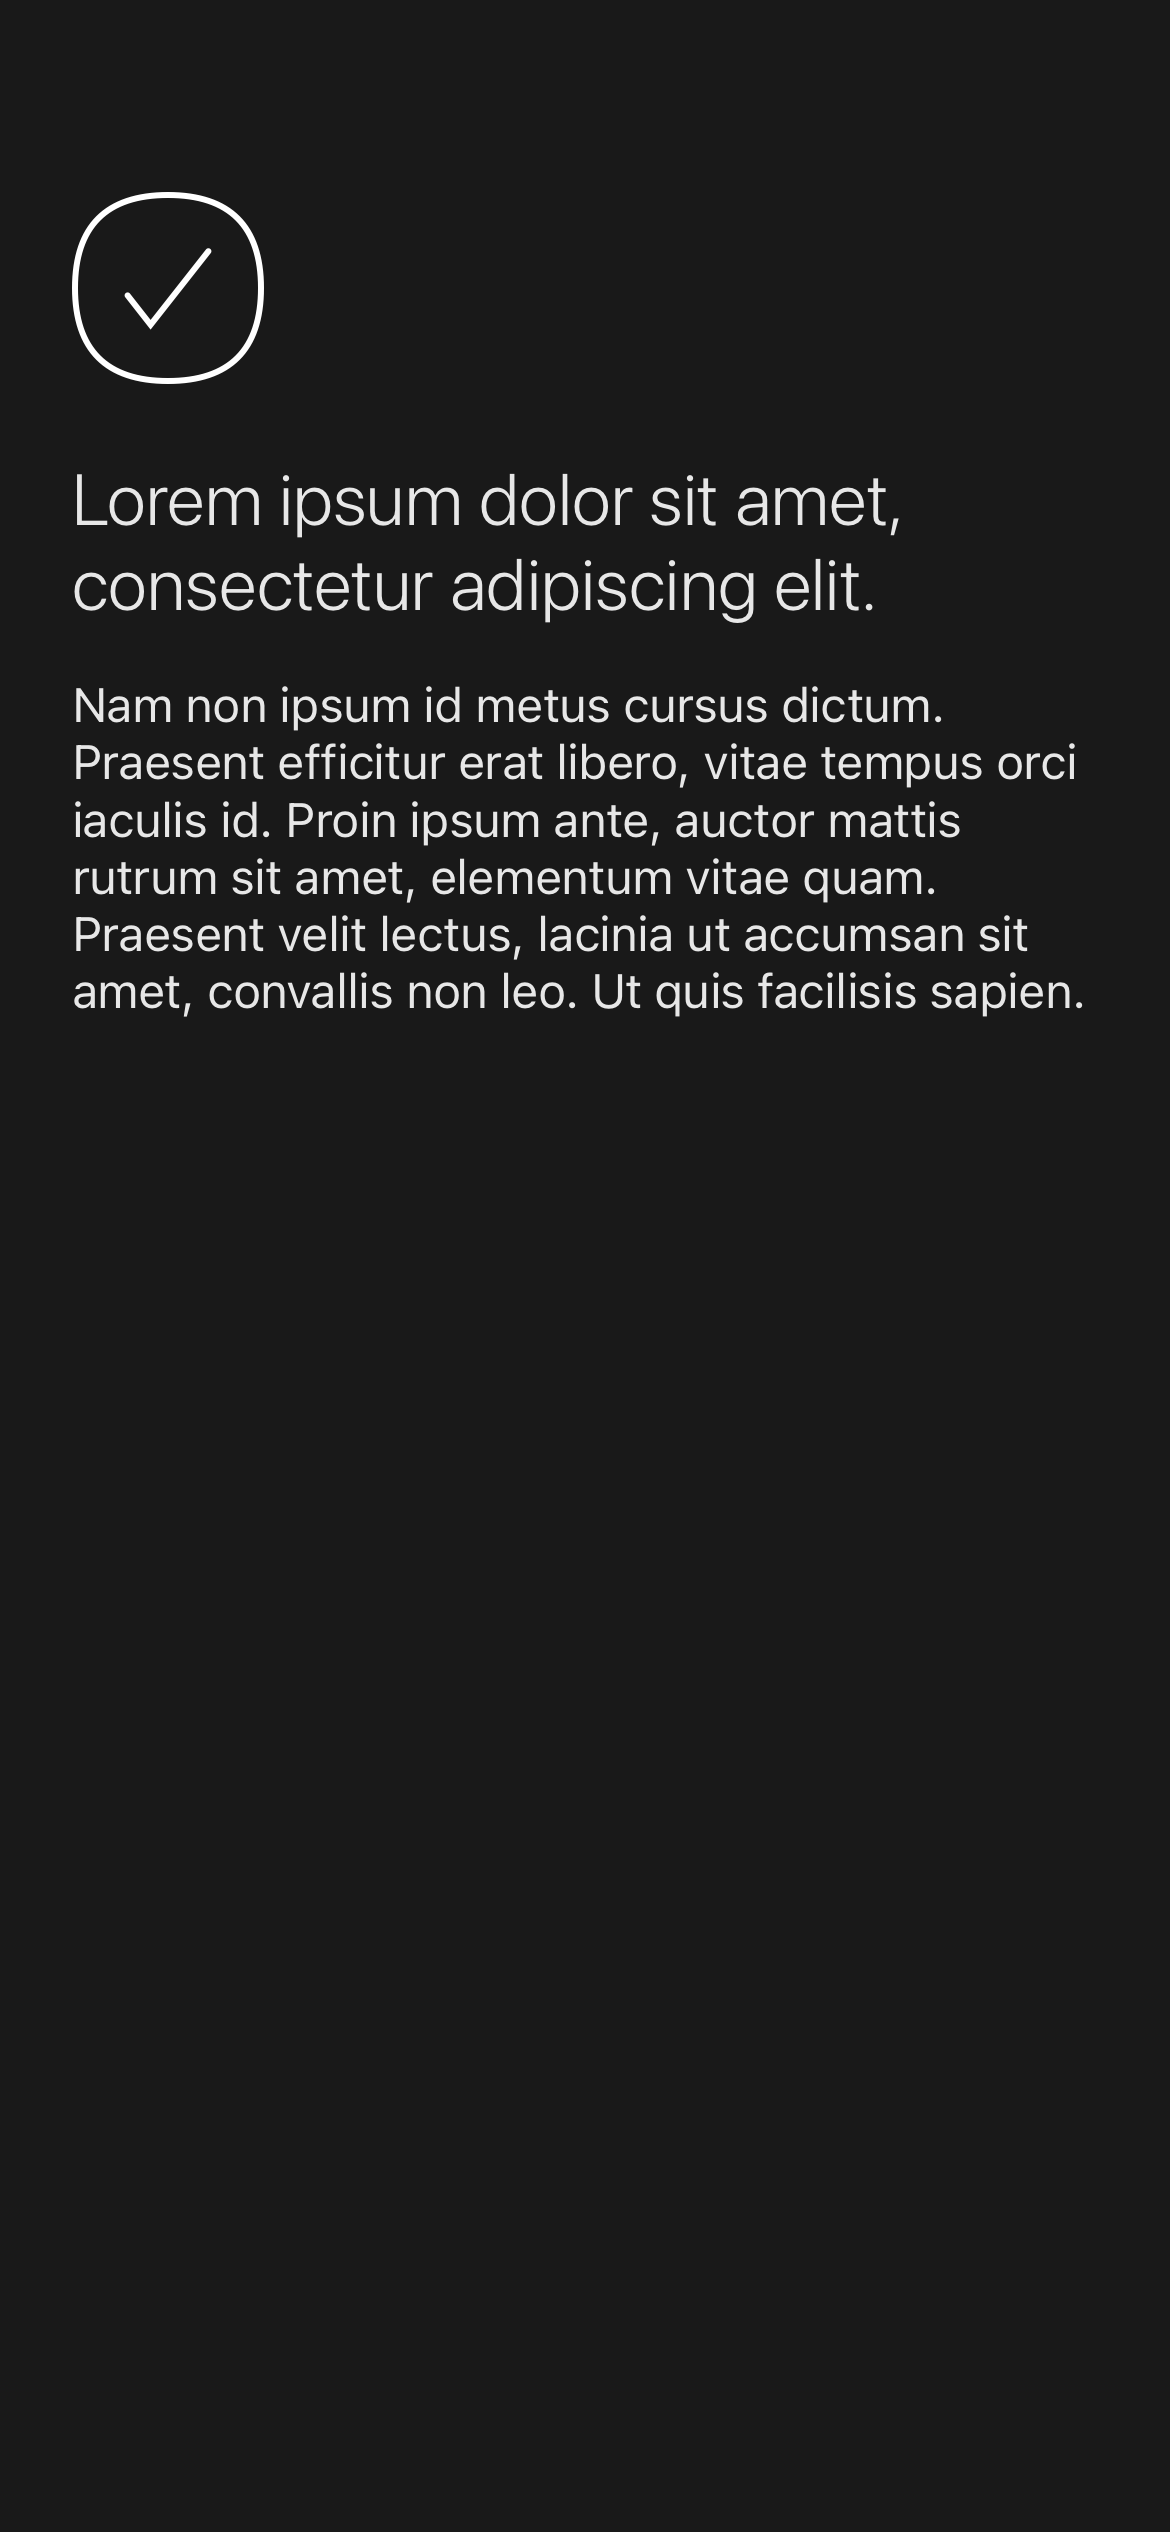 Lorem ipsum dolor sit amet,
consectetur adipiscing elit.
Nam non ipsum id metus cursus dictum.
Praesent efficitur erat libero, vitae tempus orci
iaculis id. Proin ipsum ante, auctor mattis
rutrum sit amet, elementum vitae quam.
Praesent velit lectus, lacinia ut accumsan sit
amet, convallis non leo. Ut quis facilisis sapien.